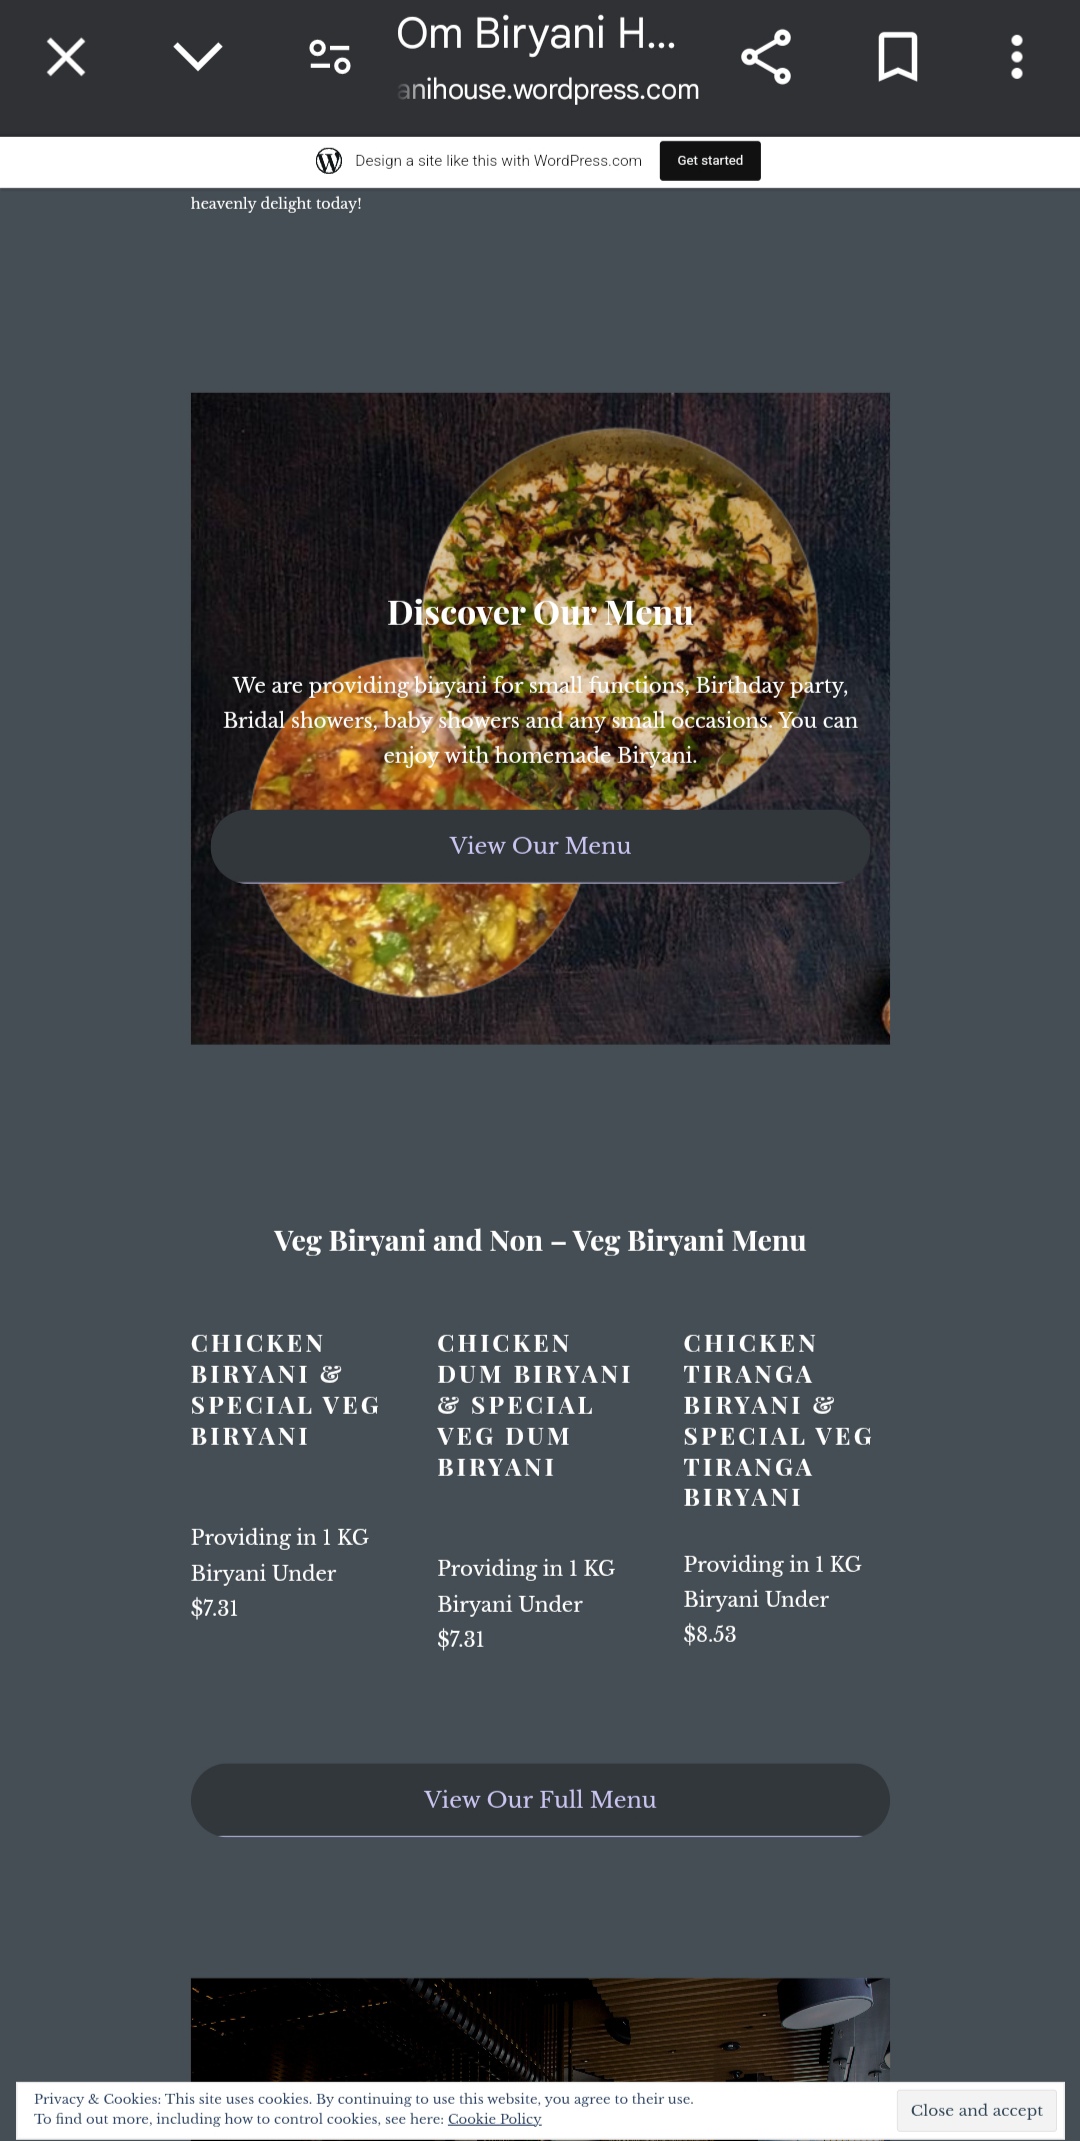 Om Biryani H...
anihouse.wordpress.com
Design a site like this with WordPress.com
Get started
heavenly delight today!
Discover Our Menu
We are providing biryani for small functions, Birthday party,
Bridal showers, baby showers and any small occasions. You can
enjoy with homemade Biryani.
View Our Menu
Veg Biryani and Non – Veg Biryani Menu
CHICKEN
BIRYANI &
SPECIAL VEG
BIRYANI
Providing in 1 KG
Biryani Under
$7.31
CHICKEN
DUM BIRYANI
& SPECIAL
VEG DUM
BIRYANI
Providing in 1 KG
Biryani Under
$7.31
CHICKEN
TIRANGA
BIRYANI &
SPECIAL VEG
TIRANGA
BIRYANI
Providing in 1 KG
Biryani Under
$8.53
View Our Full Menu
Privacy & Cookies: This site uses cookies. By continuing to use this website, you agree to their use.
To find out more, including how to control cookies, see here: Cookie Policy
Close and accept